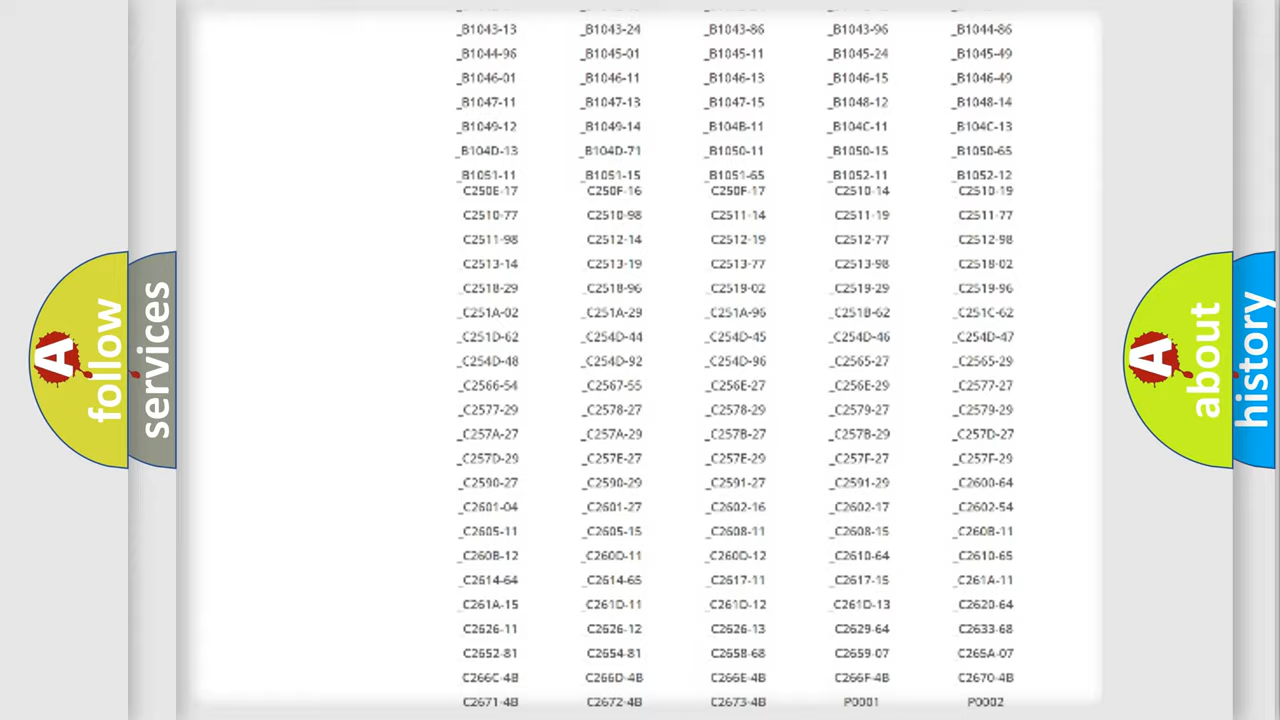 _B1043-13 _B1043-24 _B1043-86 _B1043-96 _B1044-86
_B1044-96 _B1045-01 _B1045-11 _B1045-24 _B1045-49
_B1046-01 _B1046-11 _B1046-13 _B1046-15 _B1046-49
_B1047-11 _B1047-13 _B1047-15 _B1048-12 _B1048-14
_B1049-12 _B1049-14 _B104B-11 _B104C-11 _B104C-13
_B104D-13 _B104D-71 _B1050-11 _B1050-15 _B1050-65
_B1051-11 _B1051-15 _B1051-65 _B1052-11 _B1052-12
C250E-17 C250F-16 C250F-17 C2510-14 C2510-19
C2510-77 C2510-98 C2511-14 C2511-19 C2511-77
C2511-98 C2512-14 C2512-19 C2512-77 C2512-98
C2513-14 C2513-19 C2513-77 C2513-98 C2518-02
_C2518-29 _C2518-96 _C2519-02 _C2519-29 _C2519-96
_C251A-02 _C251A-29 _C251A-96 _C251B-62 _C251C-62
_C251D-62 _C254D-44 _C254D-45 _C254D-46 _C254D-47
_C254D-48 _C254D-92 _C254D-96 _C2565-27 _C2565-29
_C2566-54 _C2567-55 _C256E-27 _C256E-29 _C2577-27
_C2577-29 _C2578-27 _C2578-29 _C2579-27 _C2579-29
_C257A-27 _C257A-29 _C257B-27 _C257B-29 _C257D-27
_C257D-29 _C257E-27 _C257E-29 _C257F-27 _C257F-29
_C2590-27 _C2590-29 _C2591-27 _C2591-29 _C2600-64
_C2601-04 _C2601-27 _C2602-16 _C2602-17 _C2602-54
_C2605-11 _C2605-15 _C2608-11 _C2608-15 _C260B-11
_C260B-12 _C260D-11 _C260D-12 _C2610-64 _C2610-65
_C2614-64 _C2614-65 _C2617-11 _C2617-15 _C261A-11
_C261A-15 _C261D-11 _C261D-12 _C261D-13 _C2620-64
C2626-11 C2626-12 C2626-13 C2629-64 C2633-68
C2652-81 C2654-81 C2658-68 C2659-07 C265A-07
C266C-4B C266D-4B C266E-4B C266F-4B C2670-4B
C2671-4B C2672-4B C2673-4B P0001 P0002
A follow
services
A about
history